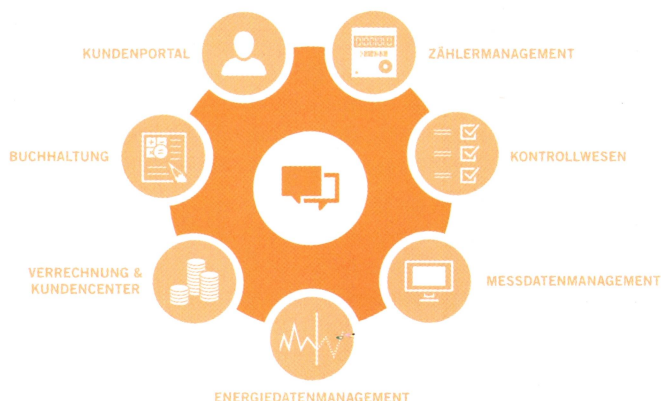 KUNDENPORTAL
ZÄHLERMANAGEMENT
BUCHHALTUNG
KONTROLLWESEN
VERRECHNUNG &
KUNDENCENTER
MESSDATENMANAGEMENT
ENERGIEDATENMANAGEMENT